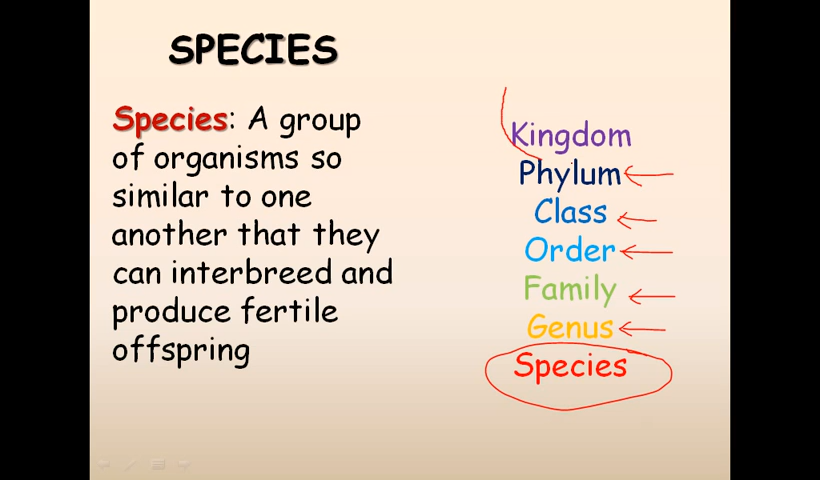 SPECIES
Species: A group
of organisms so
similar to one
another that they
can interbreed and
produce fertile
offspring
Kingdom
Phylum
Class
Order
Family
Genus
Species